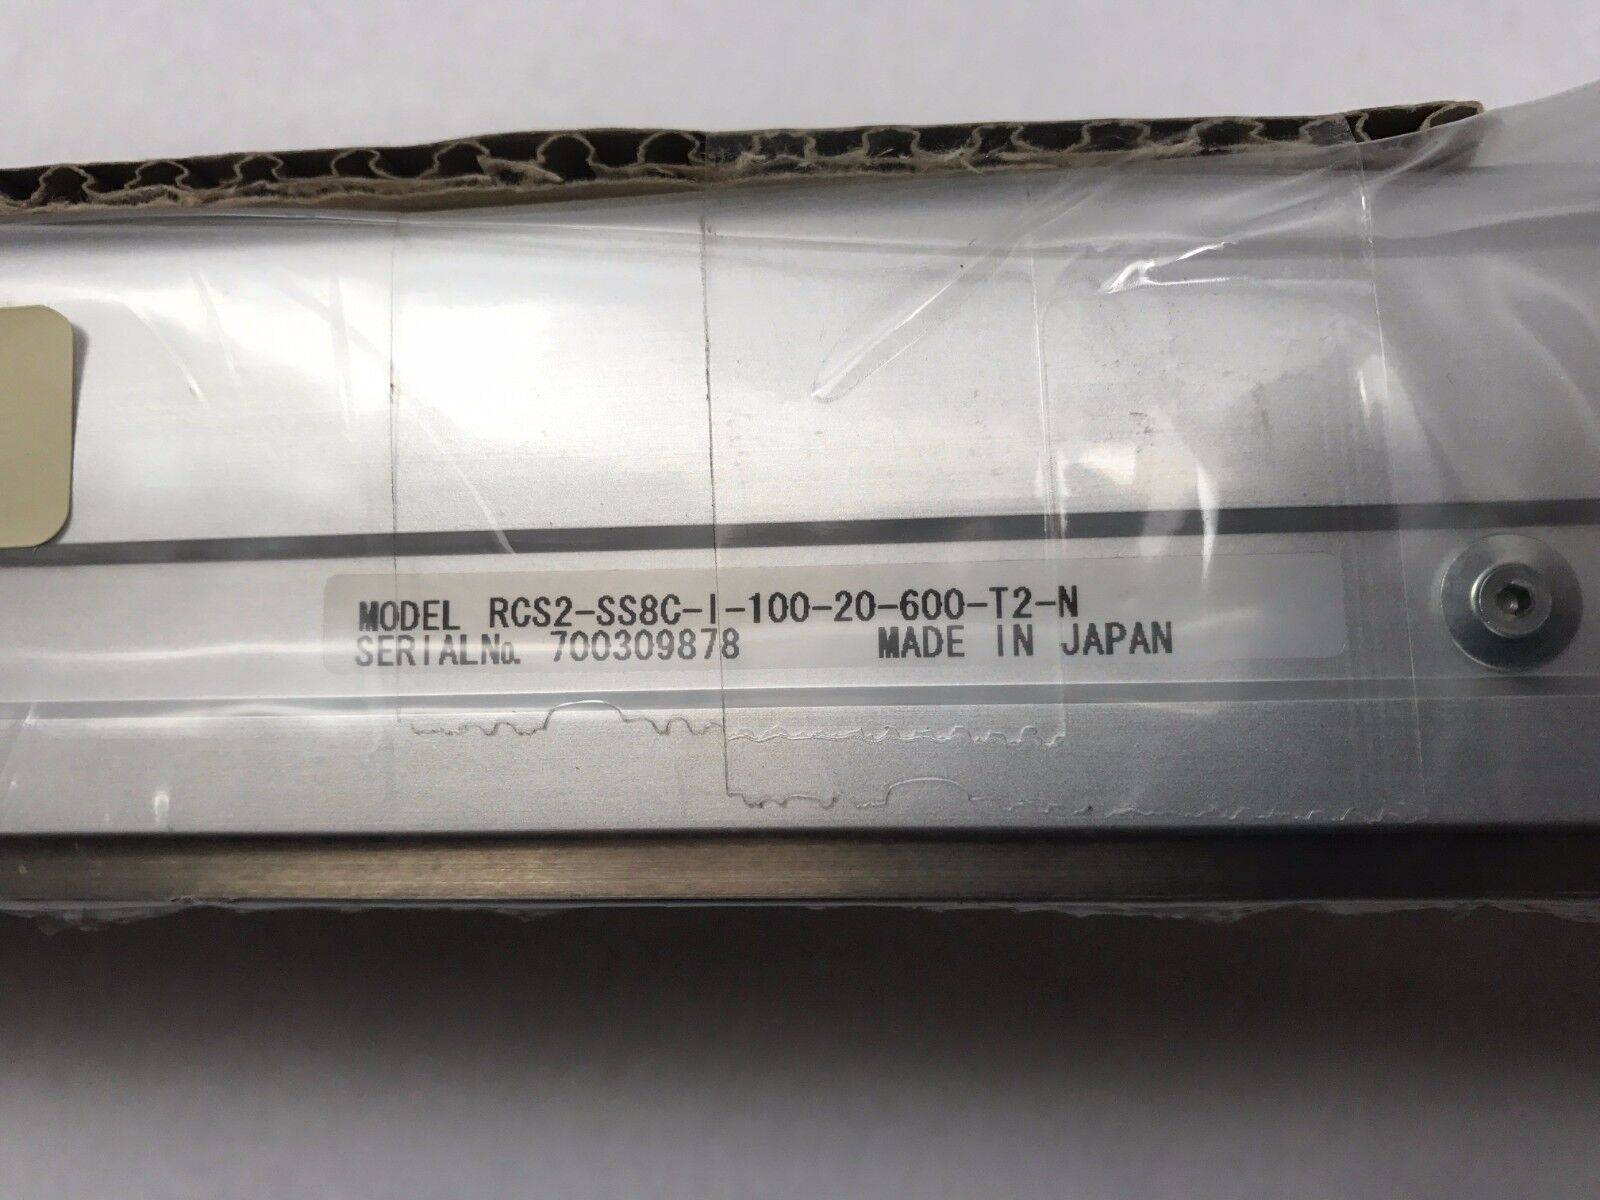 MODEL RCS2-SS8C-I-100-20-600-T2-N
SERIALNo. 700309878 MADE IN JAPAN